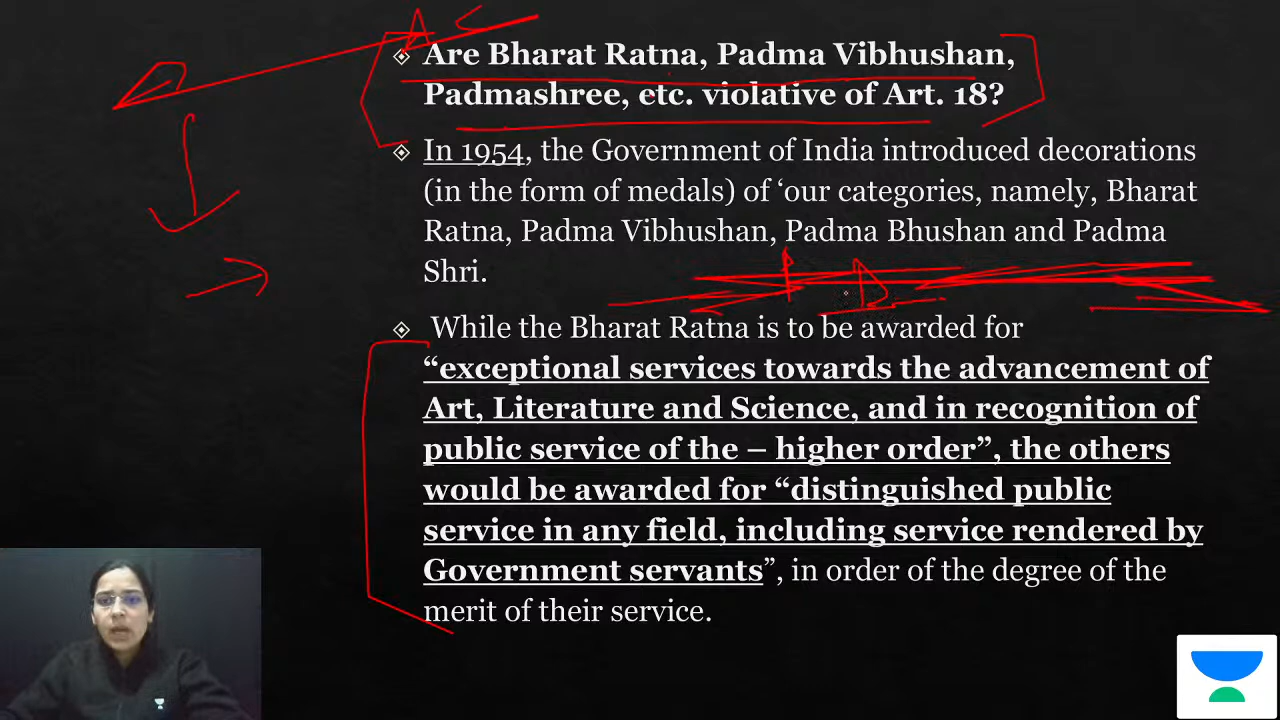 A C
Are Bharat Ratna, Padma Vibhushan,
Padmashree, etc. violative of Art. 18?
In 1954, the Government of India introduced decorations
(in the form of medals) of ‘our categories, namely, Bharat
Ratna, Padma Vibhushan, Padma Bhushan and Padma
Shri.
While the Bharat Ratna is to be awarded for
“exceptional services towards the advancement of
Art, Literature and Science, and in recognition of
public service of the – higher order”, the others
would be awarded for “distinguished public
service in any field, including service rendered by
Government servants”, in order of the degree of the
merit of their service.